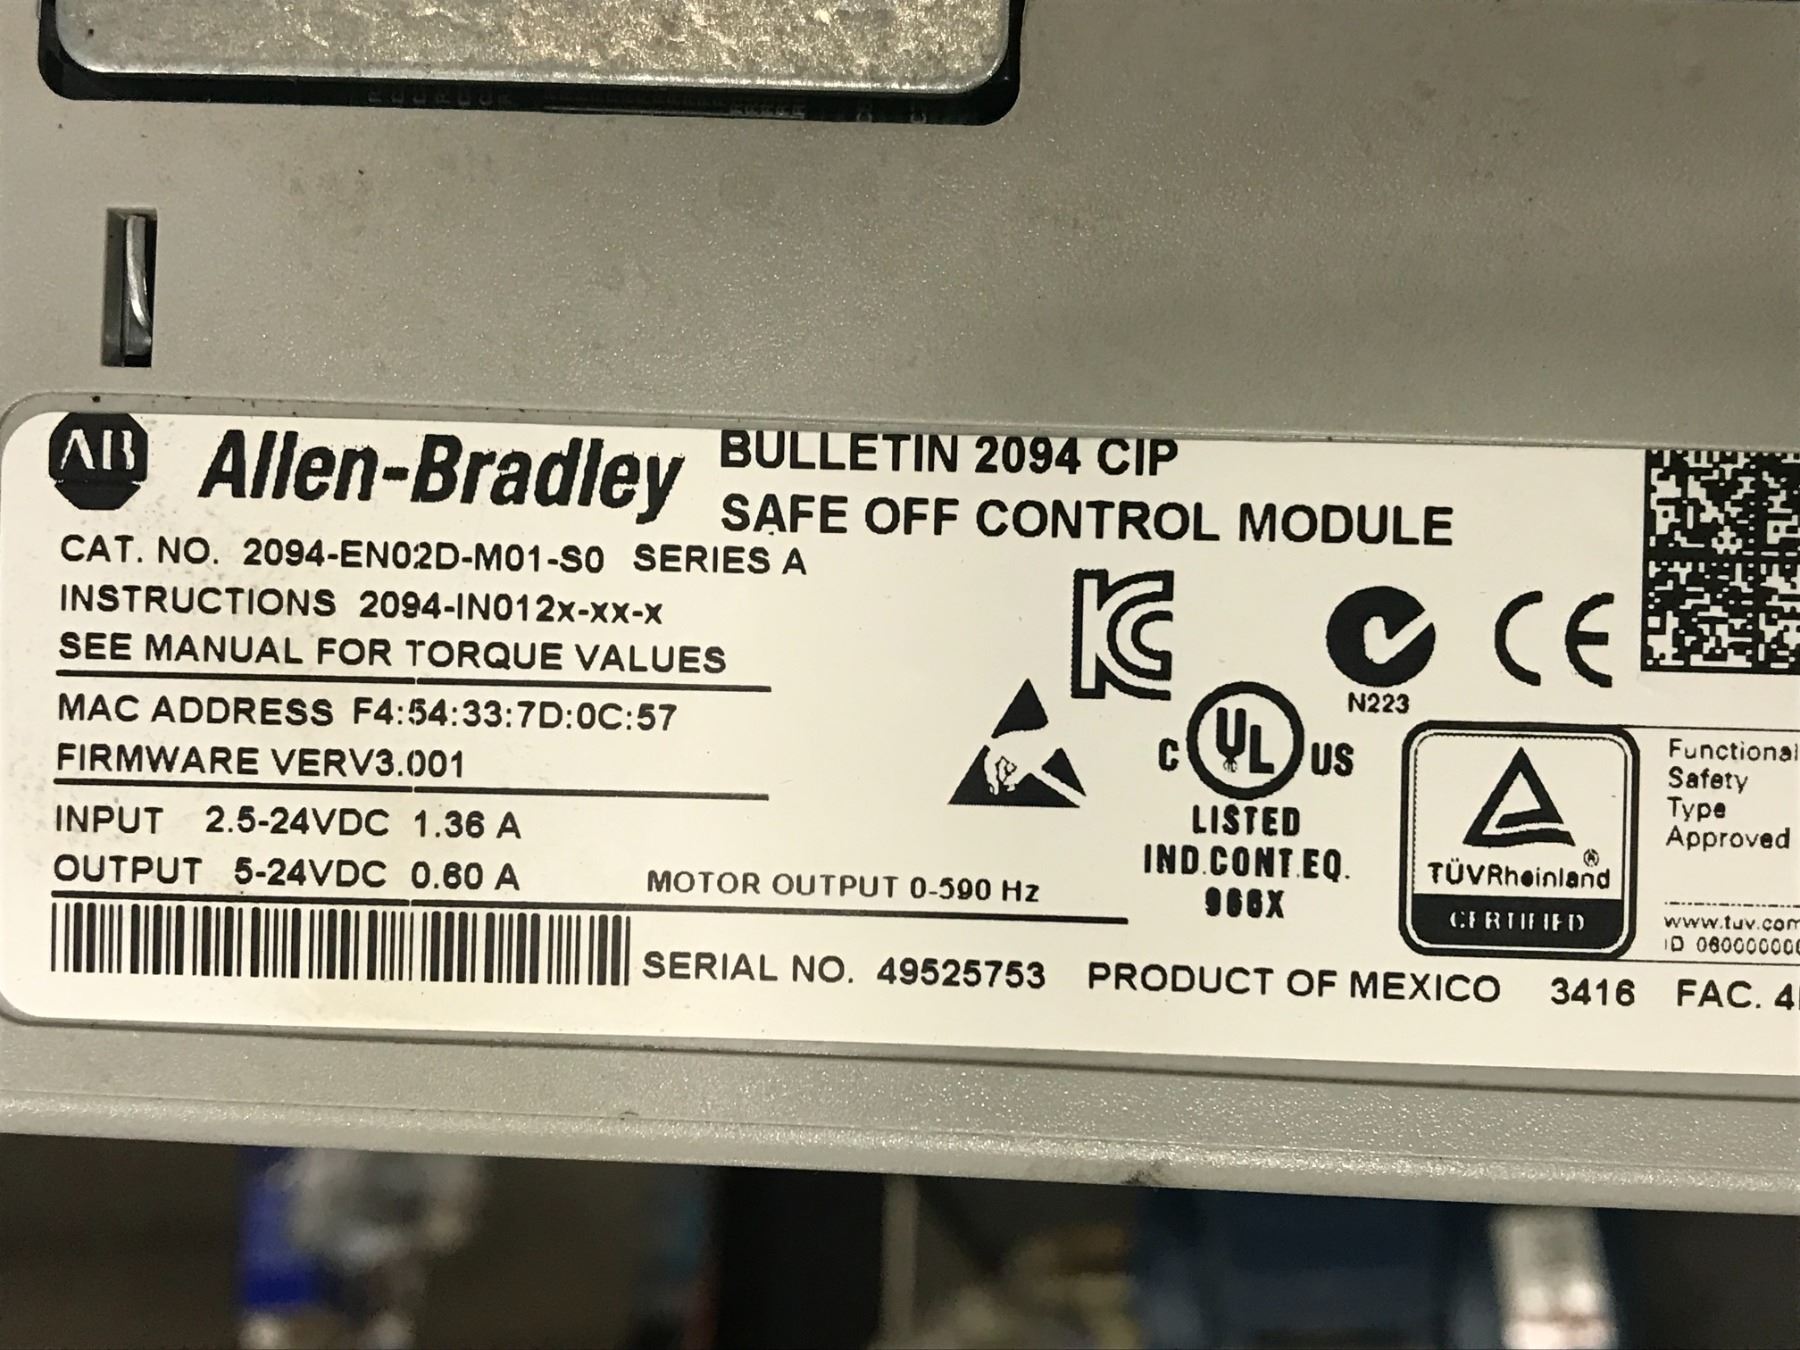 AB Allen-Bradley
BULLETIN 2094 CIP
SAFE OFF CONTROL MODULE
CAT. NO. 2094-EN02D-M01-S0 SERIES A
INSTRUCTIONS 2094-IN012x-xx-x
SEE MANUAL FOR TORQUE VALUES
MAC ADDRESS F4:54:33:7D:0C:57
FIRMWARE VERV3.001
INPUT 2.5-24VDC 1.36 A
OUTPUT 5-24VDC 0.60 A
MOTOR OUTPUT 0-590 Hz
SERIAL NO. 49525753 PRODUCT OF MEXICO 3416 FAC.
KC
N223
CE
C UL US
LISTED
IND.CONT.EQ.
966X
TÜVRheinland®
CERTIFIED
Functional
Safety
Type
Approved
www.tuv.com
ID